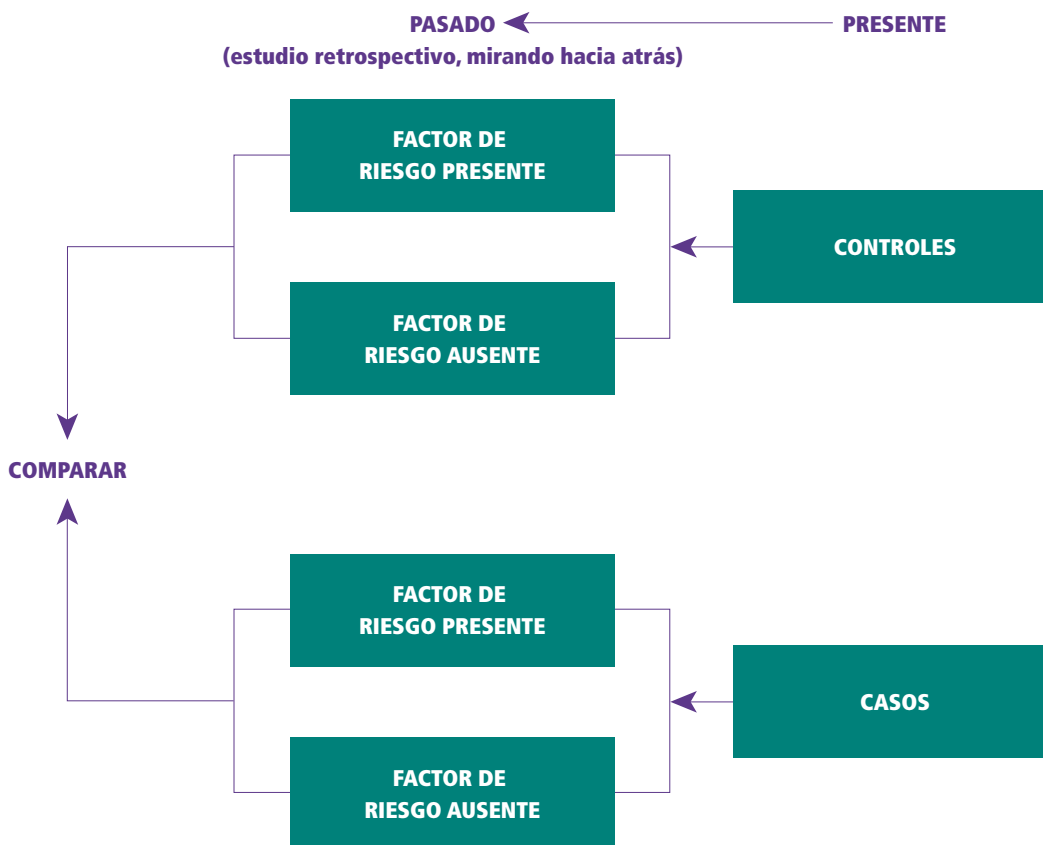 PASADO PRESENTE
(estudio retrospectivo, mirando hacia atrás)
FACTOR DE
RIESGO PRESENTE
CONTROLES
FACTOR DE
RIESGO AUSENTE
COMPARAR
FACTOR DE
RIESGO PRESENTE
CASOS
FACTOR DE
RIESGO AUSENTE